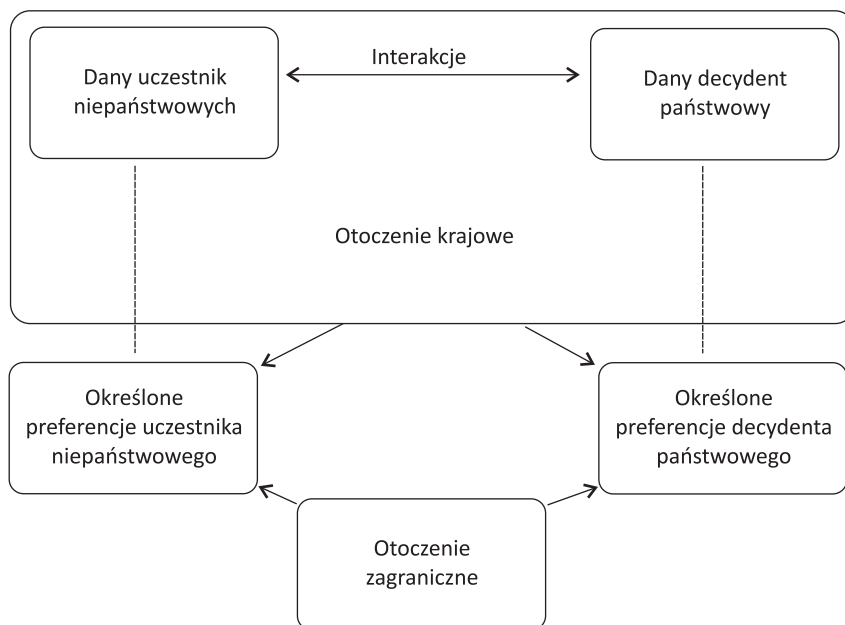 Dany uczestnik
niepaństwowych
Interakcje
Dany decydent
państwowy
Otoczenie krajowe
Określone
preferencje uczestnika
niepaństwowego
Określone
preferencje decydenta
państwowego
Otoczenie
zagraniczne